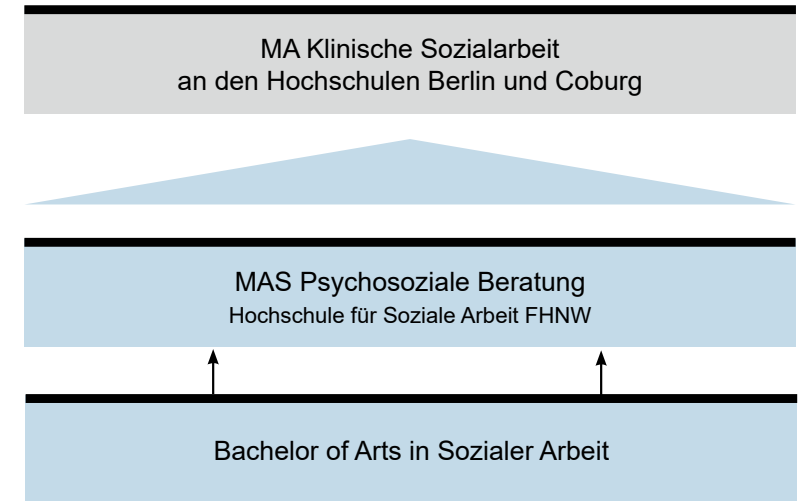 MA Klinische Sozialarbeit
an den Hochschulen Berlin und Coburg
MAS Psychosoziale Beratung
Hochschule für Soziale Arbeit FHNW
Bachelor of Arts in Sozialer Arbeit